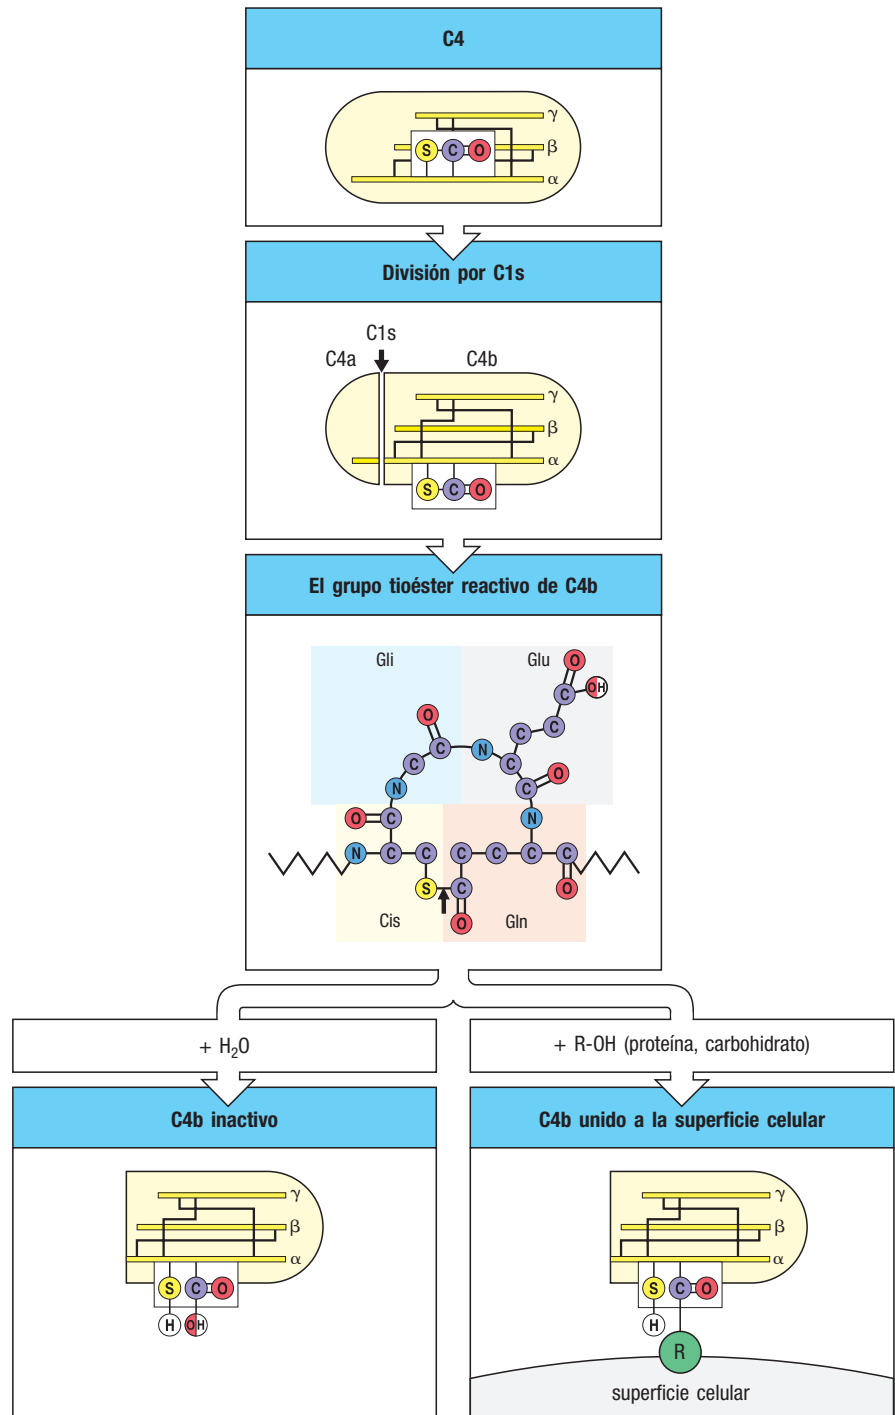 C4
γ
S C O β
α
División por C1s
C1s
C4a C4b
γ
β
α
S C O
El grupo tioéster reactivo de C4b
Gli Glu
O
C OH
O C C
C N C
C O
N C
O C N
N C C C C C C
S C O
O
Cis Gln
+ H₂O
C4b inactivo
γ
β
α
S C O
H OH
+ R-OH (proteína, carbohidrato)
C4b unido a la superficie celular
γ
β
α
S C O
H
R
superficie celular